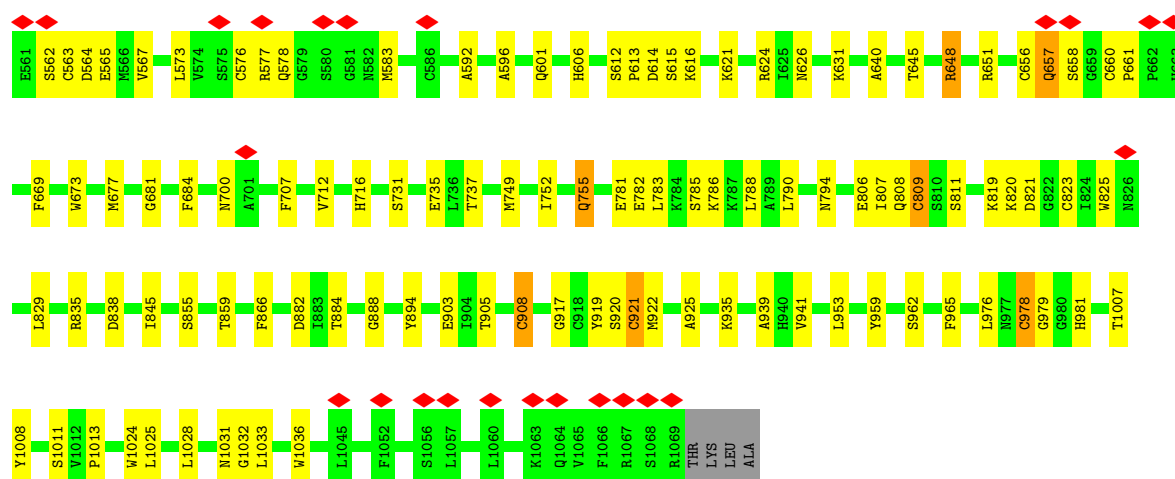 E561 S562 C563 D564 E565 M566 V567 L573 V574 S575 C576 R577 Q578 G579 S580 G581 N582 M583 C586 A592 A596 Q601 H606 S612 P613 D614 S615 K616 K621 R624 I625 N626 K631 A640 T645 R648 R651 C656 Q657 S658 G659 C660 P661 P662
F669 W673 M677 G681 F684 N700 A701 F707 V712 H716 S731 E735 L736 T737 M749 I752 Q755 E781 E782 L783 K784 S785 K786 K787 L788 A789 L790 N794 E806 I807 Q808 C809 S810 S811 K819 K820 D821 G822 C823 I824 W825 N826
L829 R835 D838 I845 S855 T859 F866 D882 I883 T884 G888 Y894 E903 I904 T905 C908 G917 C918 Y919 S920 C921 M922 A925 K935 A939 H940 V941 L953 Y959 S962 F965 L976 N977 C978 G979 G980 H981 T1007
Y1008 S1011 V1012 P1013 W1024 L1025 L1028 N1031 G1032 L1033 W1036 L1045 F1052 S1056 L1057 L1060 K1063 Q1064 V1065 F1066 R1067 S1068 R1069 THR LYS LEU ALA